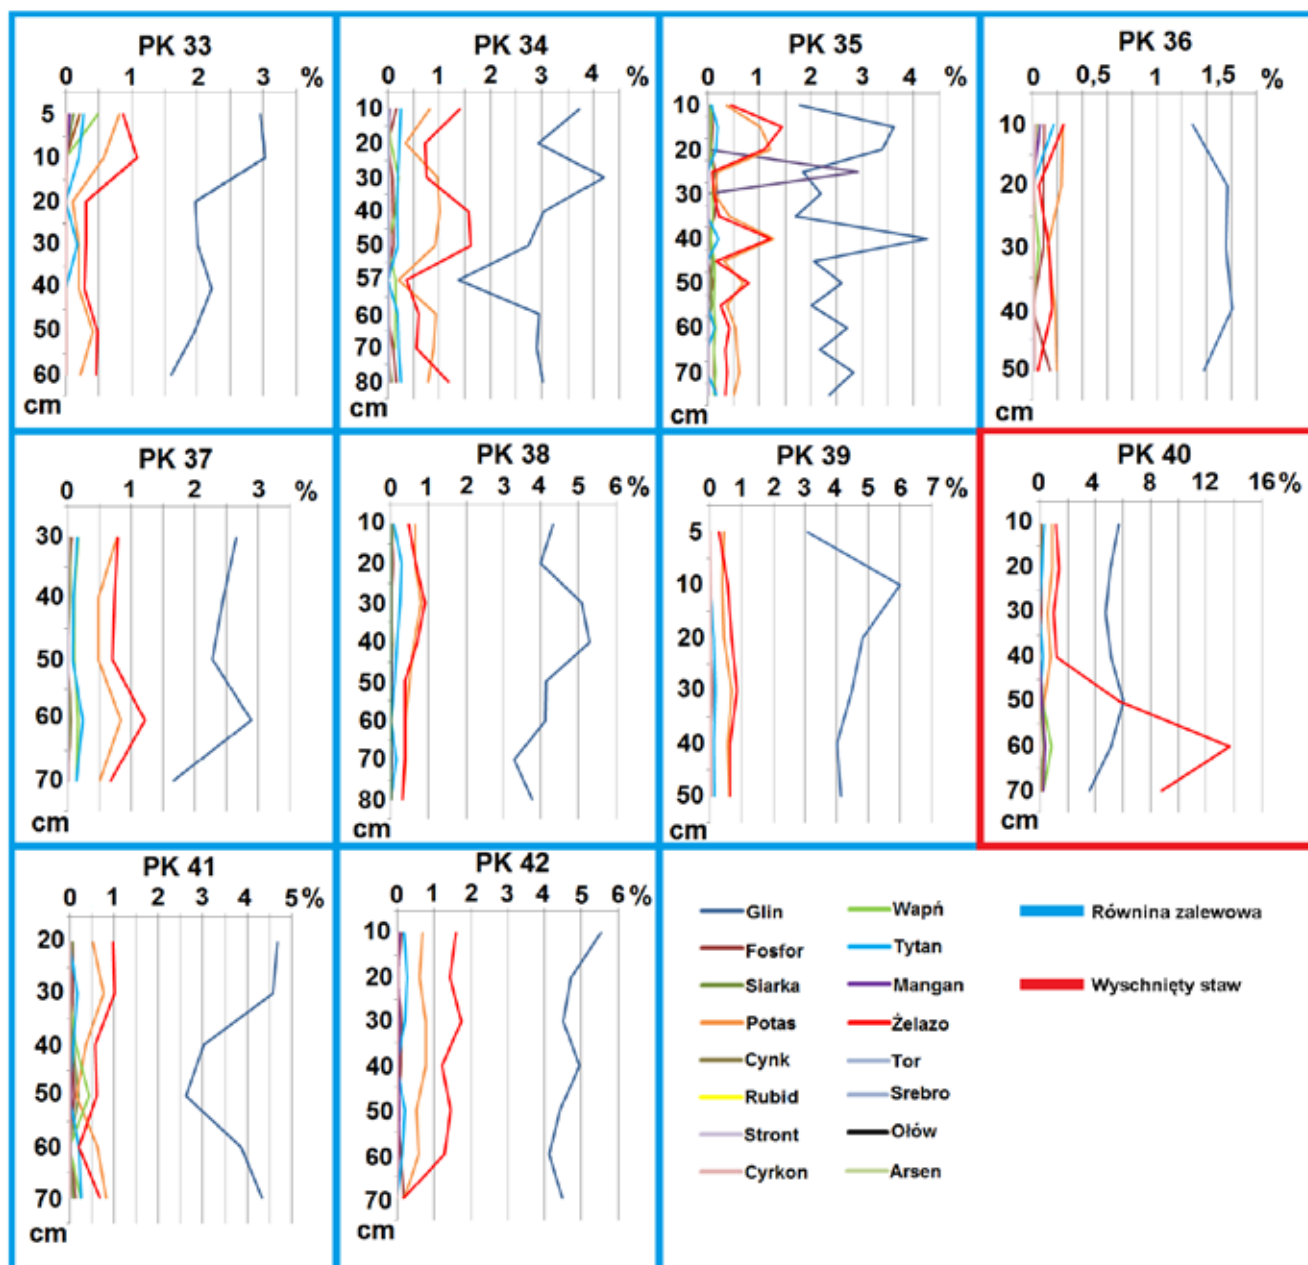 PK 33
0 1 2 3 %
5
10
20
30
40
50
60
cm
PK 34
0 1 2 3 4 %
10
20
30
40
50
57
60
70
80
PK 35
0 1 2 3 4 %
10
20
30
40
50
60
70
cm
PK 36
0 0,5 1 1,5 %
10
20
30
40
50
cm
PK 37
0 1 2 3 %
30
40
50
60
70
cm
PK 38
0 1 2 3 4 5 6 %
10
20
30
40
50
60
70
80
cm
PK 39
0 1 2 3 4 5 6 7 %
5
10
20
30
40
50
cm
PK 40
0 4 8 12 16 %
10
20
30
40
50
60
70
cm
PK 41
0 1 2 3 4 5 %
20
30
40
50
60
70
cm
PK 42
0 1 2 3 4 5 6 %
10
20
30
40
50
60
70
cm
Glin
Fosfor
Siarka
Potas
Cynk
Rubid
Stront
Cyrkon
Wapń
Tytan
Mangan
Żelazo
Tor
Srebro
Ołów
Arsen
Równina zalewowa
Wyschnięty staw